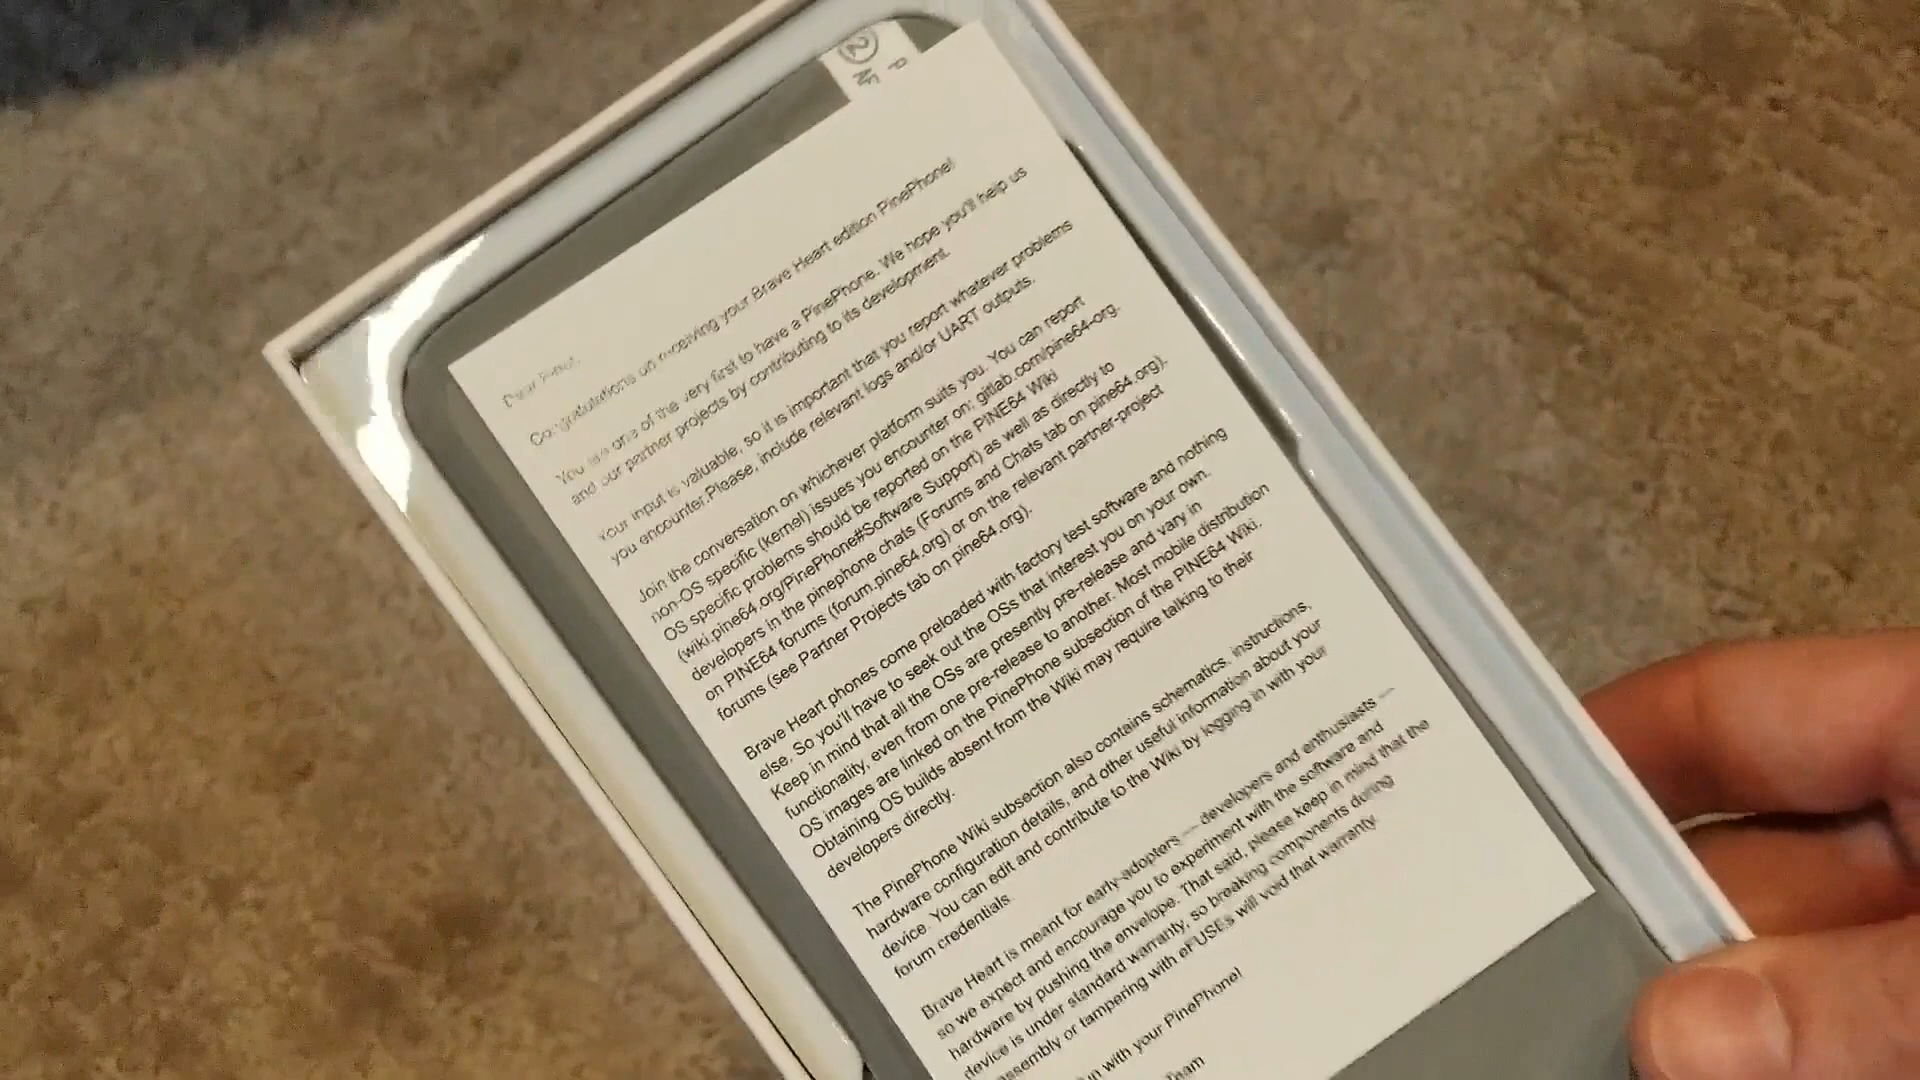 ② P
NF
Dear
Congratulations on receiving your Brave Heart edition PinePhone!
You are one of the very first to have a PinePhone. We hope you'll help us
and our partner projects by contributing to its development.
Your input is valuable, so it is important that you report whatever problems
you encounter.Please, include relevant logs and/or UART outputs.
Join the conversation on whichever platform suits you. You can report
non-OS specific (kernel) issues you encounter on: gitlab.com/pine64-org.
OS specific problems should be reported on the PINE64 Wiki
(wiki.pine64.org/PinePhone#Software Support) as well as directly to
developers in the pinephone chats (Forums and Chats tab on pine64.org).
on PINE64 forums (forum.pine64.org) or on the relevant partner-project
forums (see Partner Projects tab on pine64.org).
Brave Heart phones come preloaded with factory test software and nothing
else. So you'll have to seek out the OSs that interest you on your own.
Keep in mind that all the OSs are presently pre-release and vary in
functionality, even from one pre-release to another. Most mobile distribution
OS images are linked on the PinePhone subsection of the PINE64 Wiki.
Obtaining OS builds absent from the Wiki may require talking to their
developers directly.
The PinePhone Wiki subsection also contains schematics, instructions,
hardware configuration details, and other useful information about your
device. You can edit and contribute to the Wiki by logging in with your
forum credentials.
Brave Heart is meant for early-adopters — developers and enthusiasts —
so we expect and encourage you to experiment with the software and
hardware by pushing the envelope. That said, please keep in mind that the
device is under standard warranty, so breaking components during
assembly or tampering with eFUSEs will void that warranty.
with your PinePhone!
Team